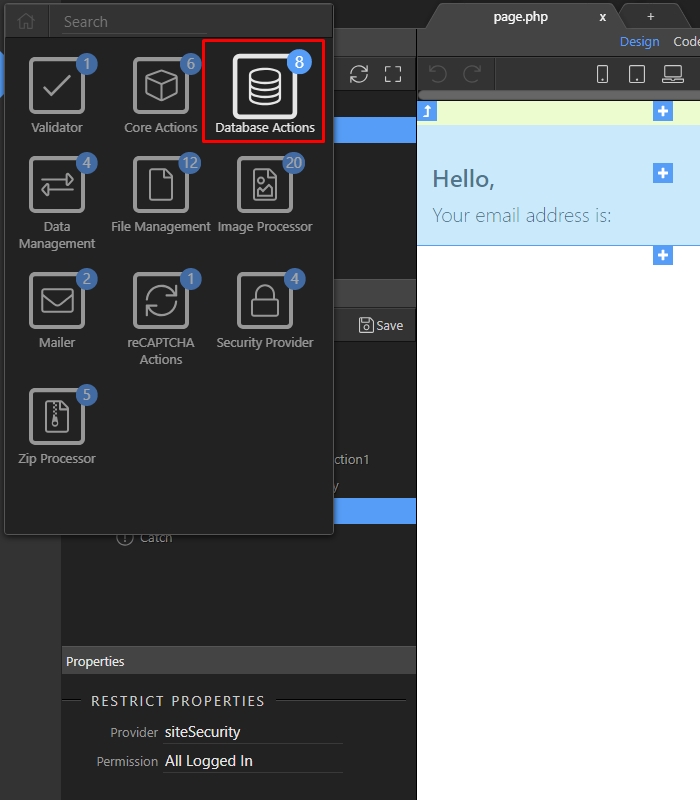 Search
page.php x +
Design Code
1
6
8
Validator
Core Actions
Database Actions
4
12
20
Data
Management
File Management
Image Processor
Hello,
Your email address is:
2
1
4
Mailer
reCAPTCHA
Actions
Security Provider
Save
5
Zip Processor
ction1
y
Catch
Properties
RESTRICT PROPERTIES
Provider siteSecurity
Permission All Logged In